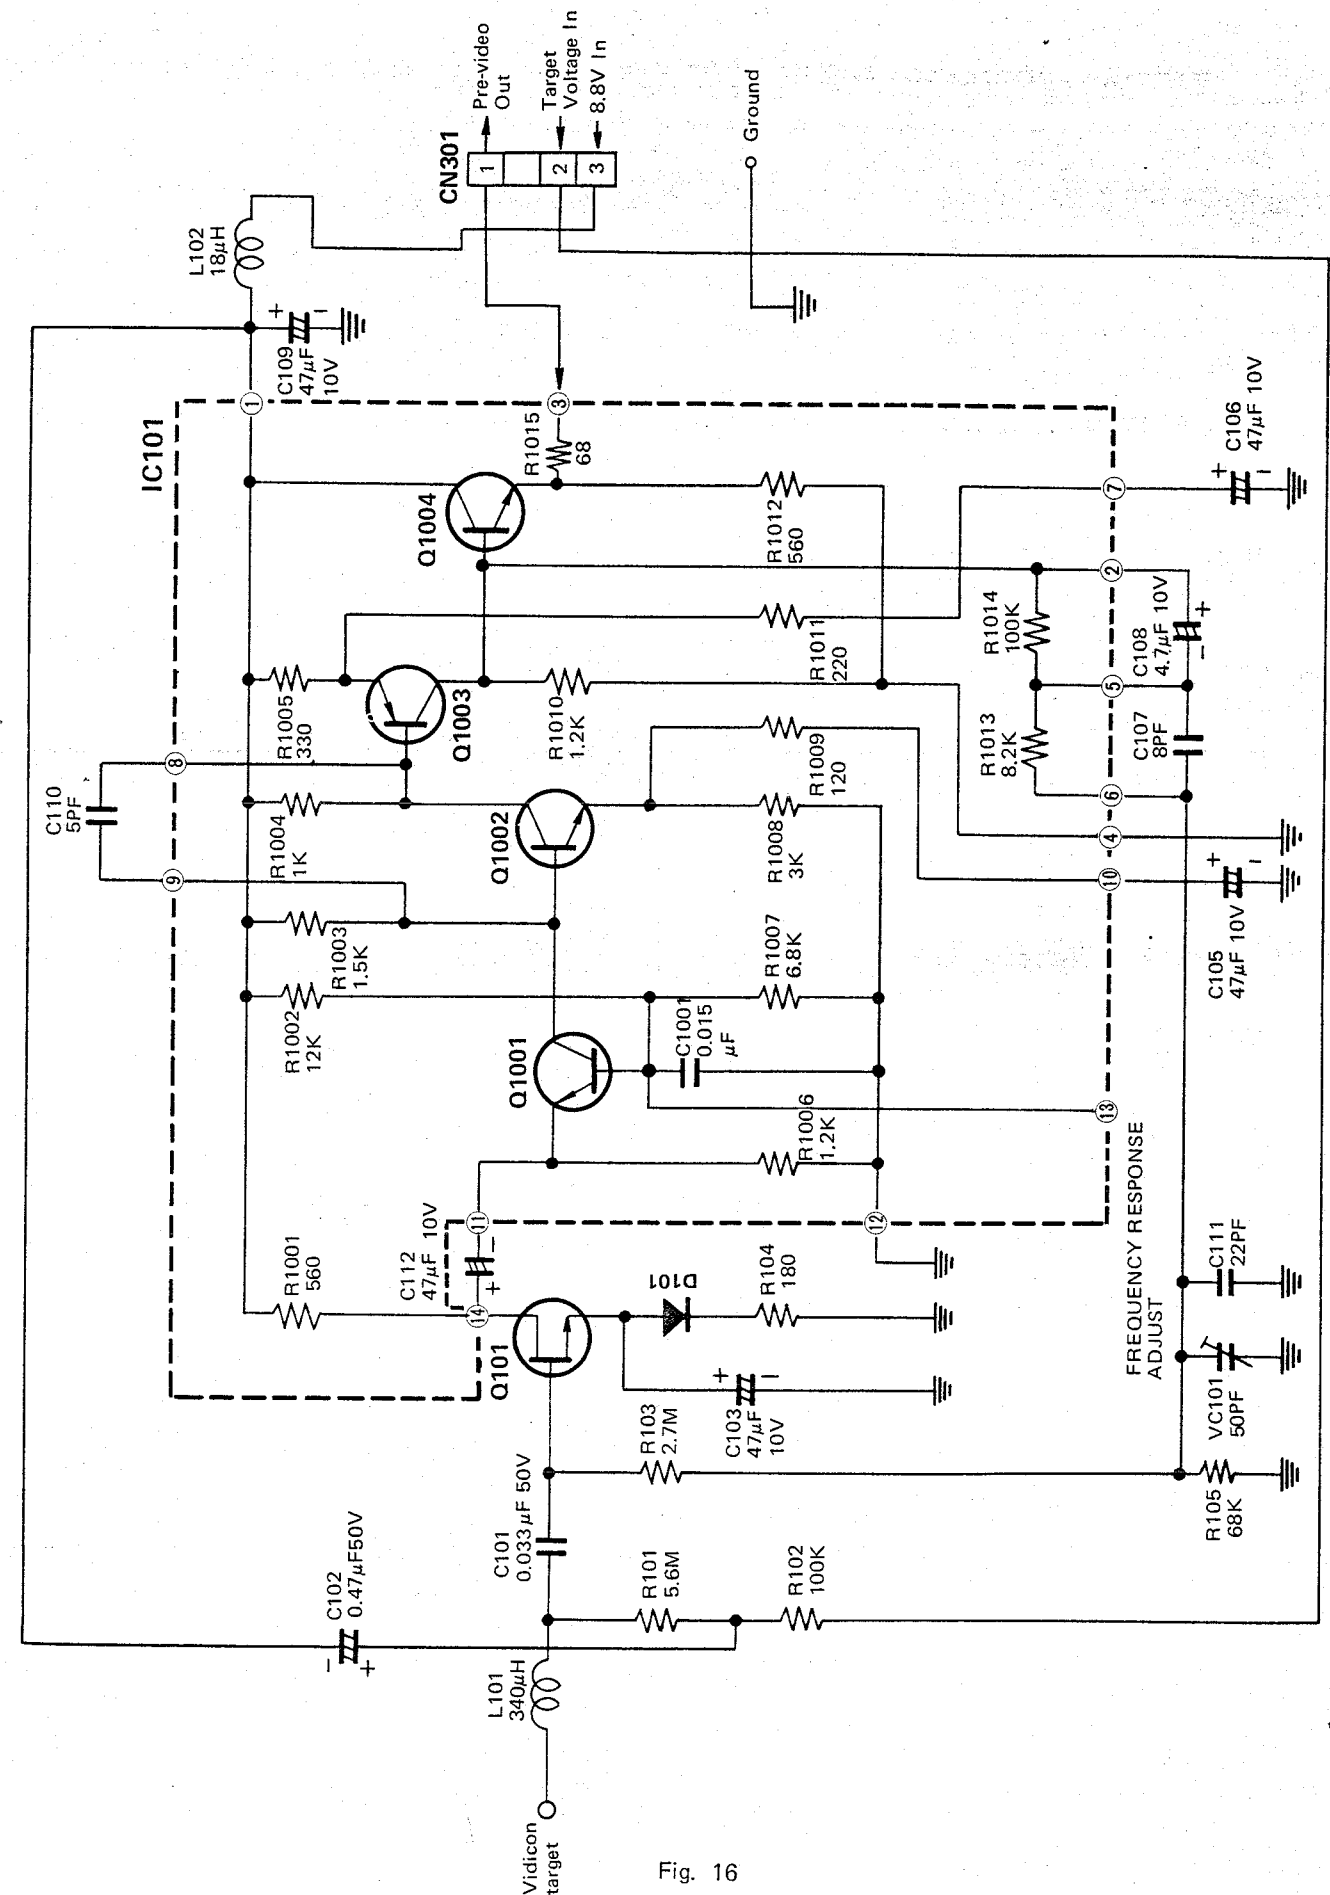 Vidicon
target
L101
340μH
C102
0.47μF50V
–
+
C101
0.033μF 50V
R101
5.6M
R102
100K
R103
2.7M
R105
68K
C103
47μF
10V
+
–
Q101
D101
R104
180
VC101
50PF
C111
22PF
FREQUENCY RESPONSE
ADJUST
IC101
R1001
560
14
C112
47μF 10V
+
–
11
12
13
R1006
1.2K
Q1001
C1001
0.015
μF
R1002
12K
R1003
1.5K
R1007
6.8K
9
C110
5PF
8
R1004
1K
Q1002
R1008
3K
R1009
120
10
C105
47μF 10V
+
–
4
6
R1005
330
Q1003
R1010
1.2K
R1011
220
R1013
8.2K
C107
8PF
5
R1014
100K
C108
4.7μF 10V
–
+
2
Q1004
R1012
560
R1015
68
3
7
C106
47μF 10V
+
–
1
C109
47μF
10V
+
–
L102
18μH
CN301
1
2
3
Pre-video
Out
Target
Voltage In
8.8V In
Ground
Fig. 16